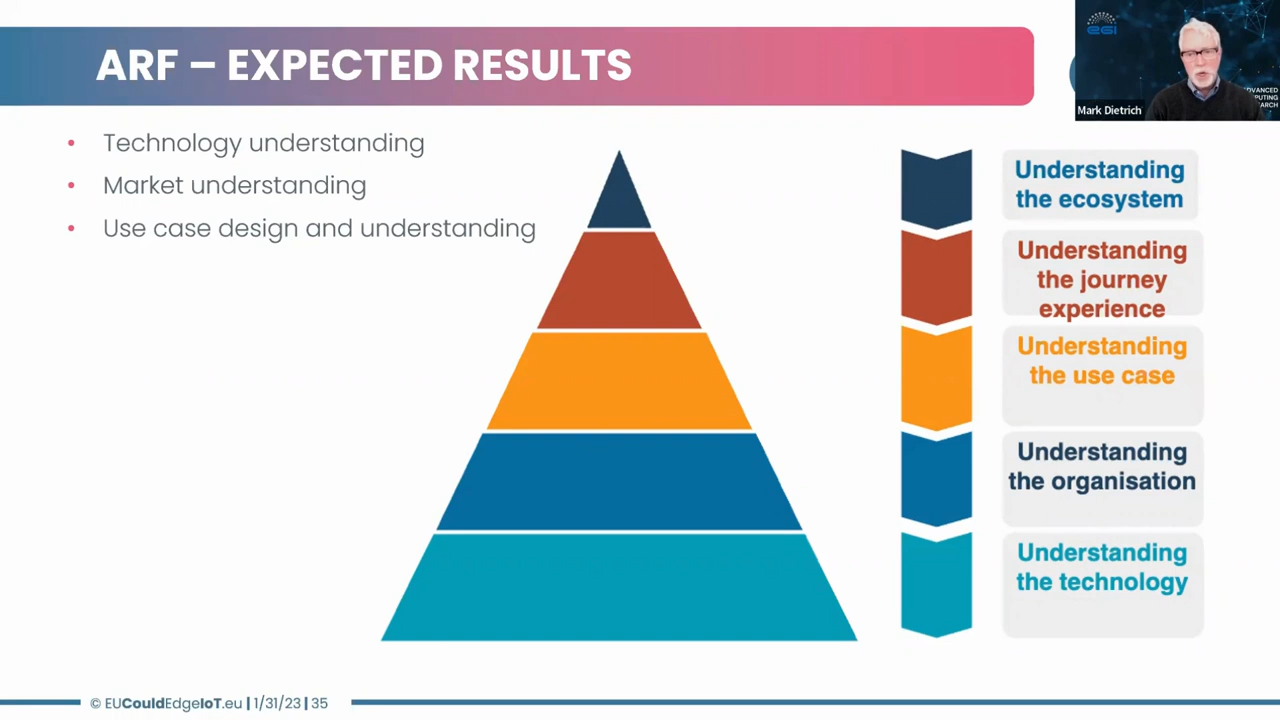 ARF – EXPECTED RESULTS
• Technology understanding
• Market understanding
• Use case design and understanding
Understanding
the ecosystem
Understanding
the journey
experience
Understanding
the use case
Understanding
the organisation
Understanding
the technology
egi
Mark Dietrich
© EUCouldEdgeIoT.eu | 1/31/23 | 35